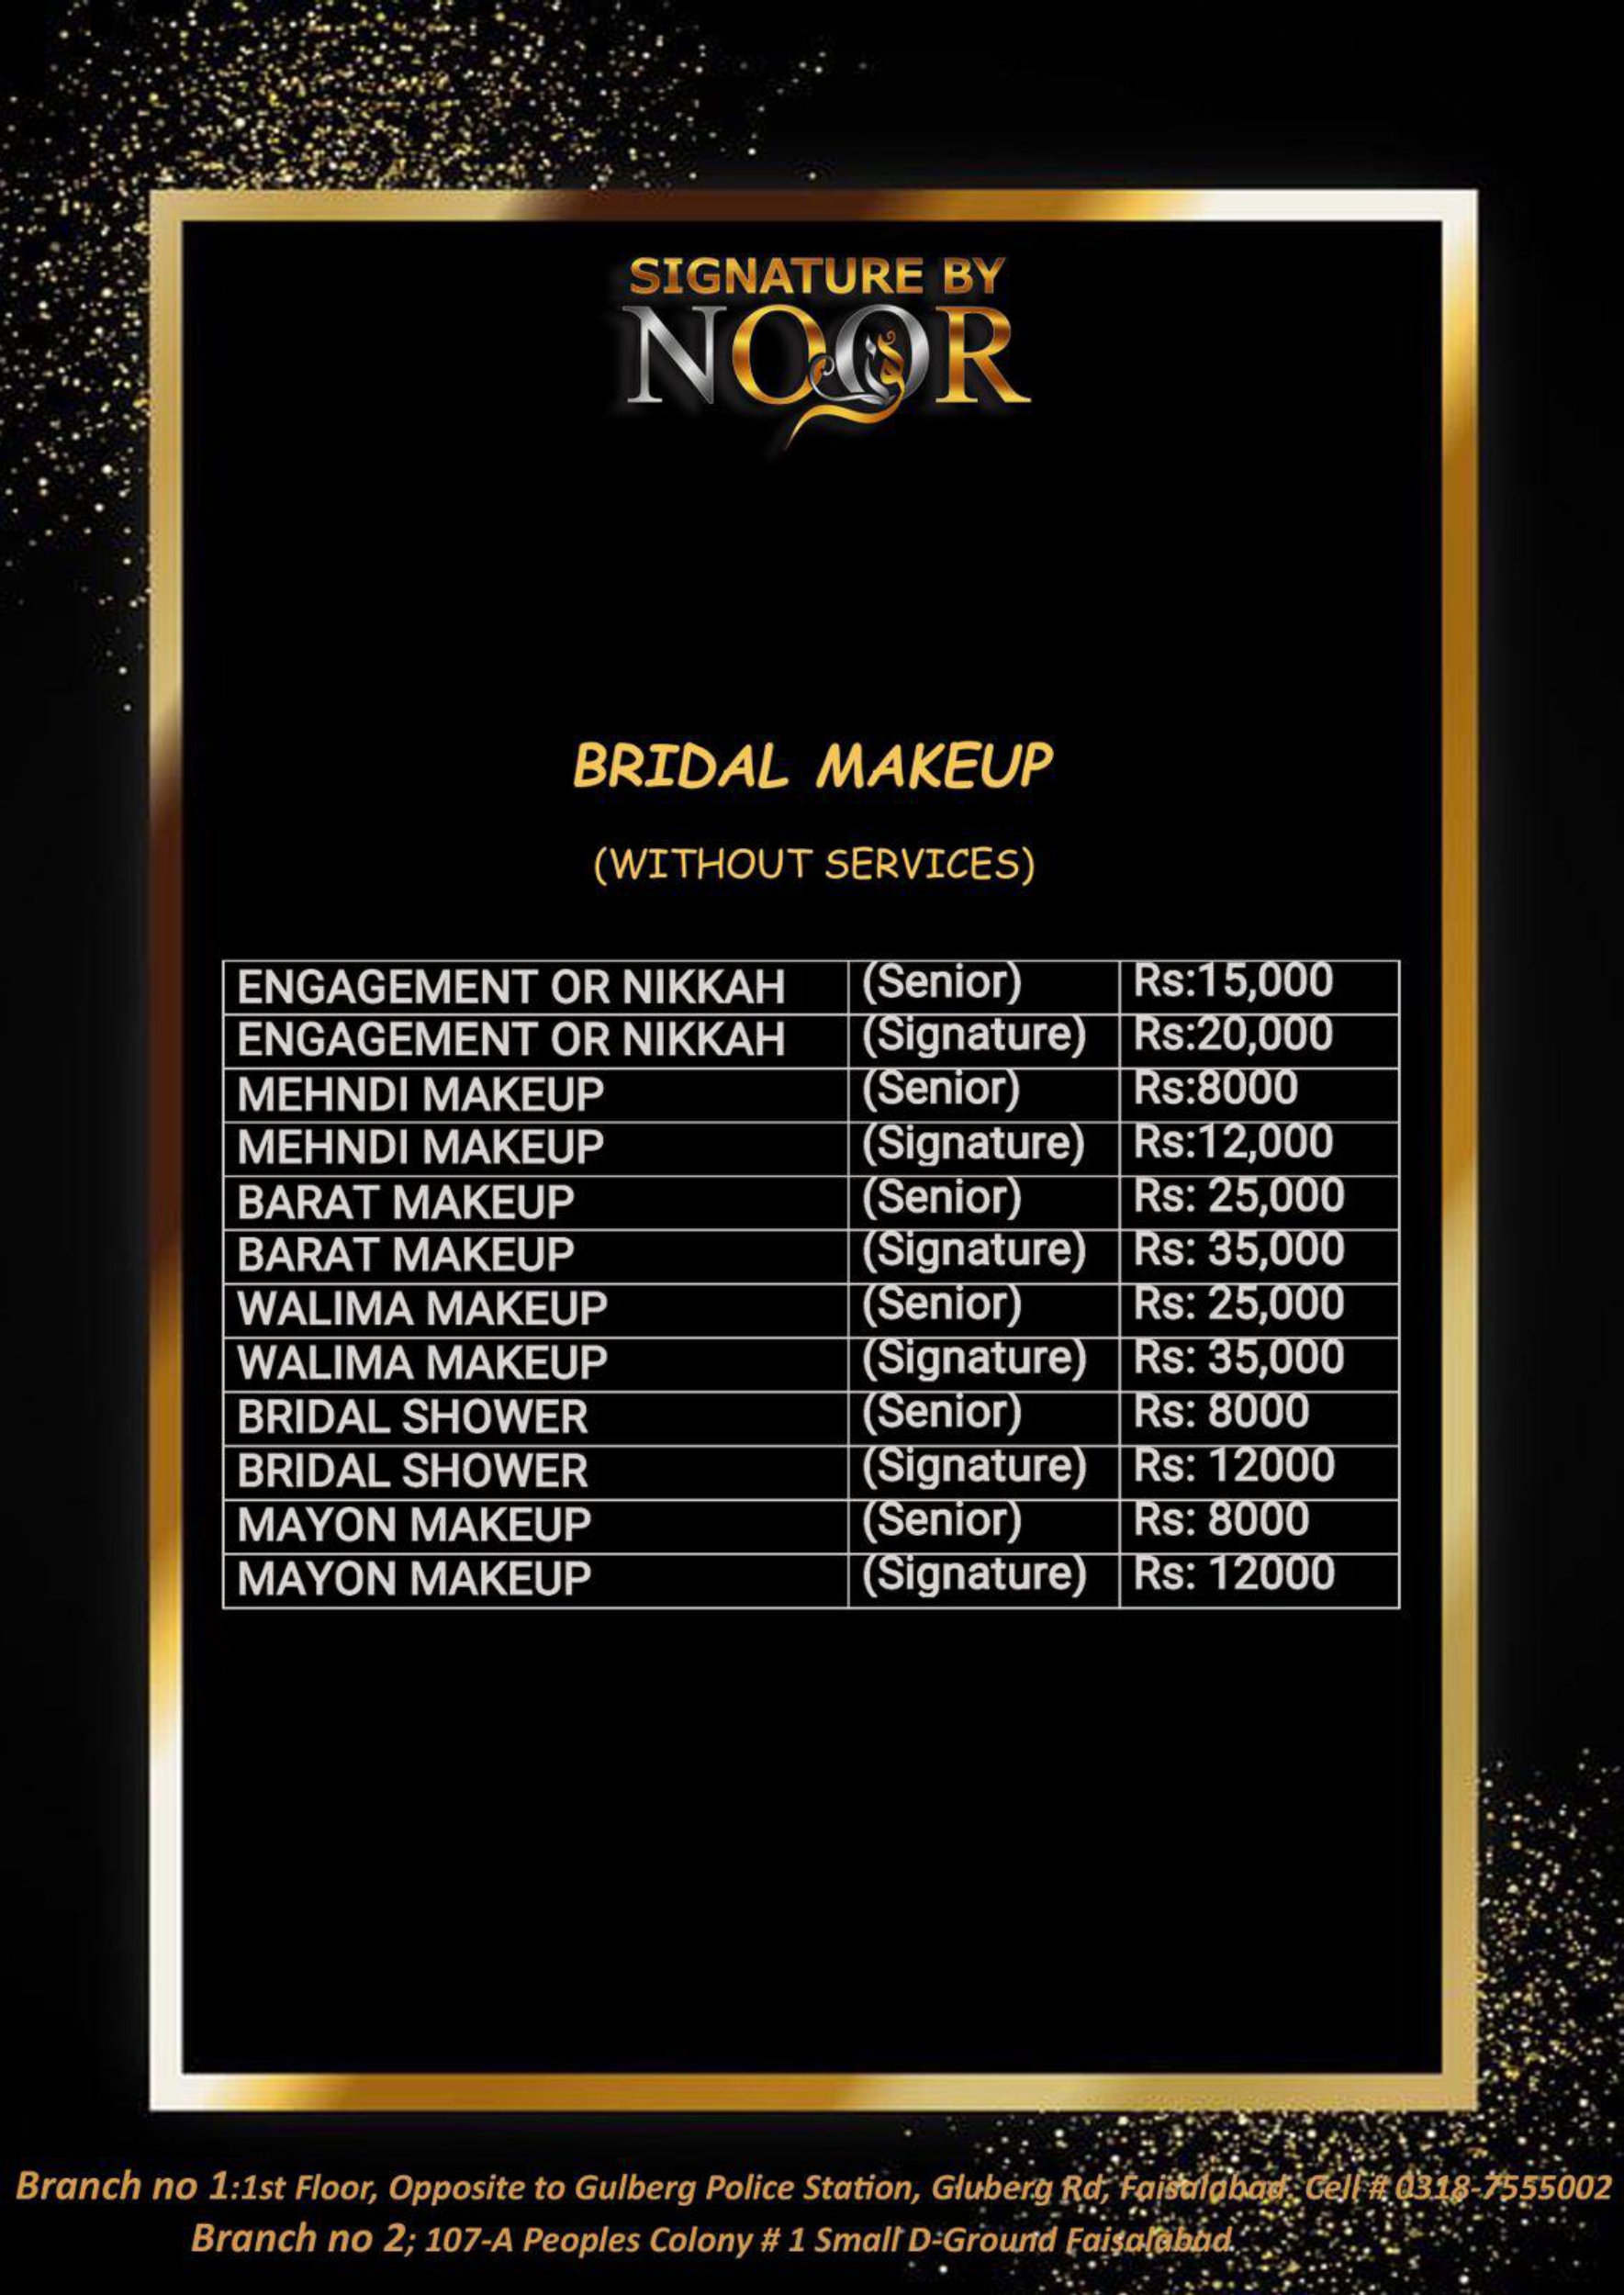 SIGNATURE BY
NOOR
BRIDAL MAKEUP
(WITHOUT SERVICES)
ENGAGEMENT OR NIKKAH (Senior) Rs:15,000
ENGAGEMENT OR NIKKAH (Signature) Rs:20,000
MEHNDI MAKEUP (Senior) Rs:8000
MEHNDI MAKEUP (Signature) Rs:12,000
BARAT MAKEUP (Senior) Rs: 25,000
BARAT MAKEUP (Signature) Rs: 35,000
WALIMA MAKEUP (Senior) Rs: 25,000
WALIMA MAKEUP (Signature) Rs: 35,000
BRIDAL SHOWER (Senior) Rs: 8000
BRIDAL SHOWER (Signature) Rs: 12000
MAYON MAKEUP (Senior) Rs: 8000
MAYON MAKEUP (Signature) Rs: 12000
Branch no 1:1st Floor, Opposite to Gulberg Police Station, Gluberg Rd, Faisalabad. Cell # 0318-7555002
Branch no 2; 107-A Peoples Colony # 1 Small D-Ground Faisalabad.